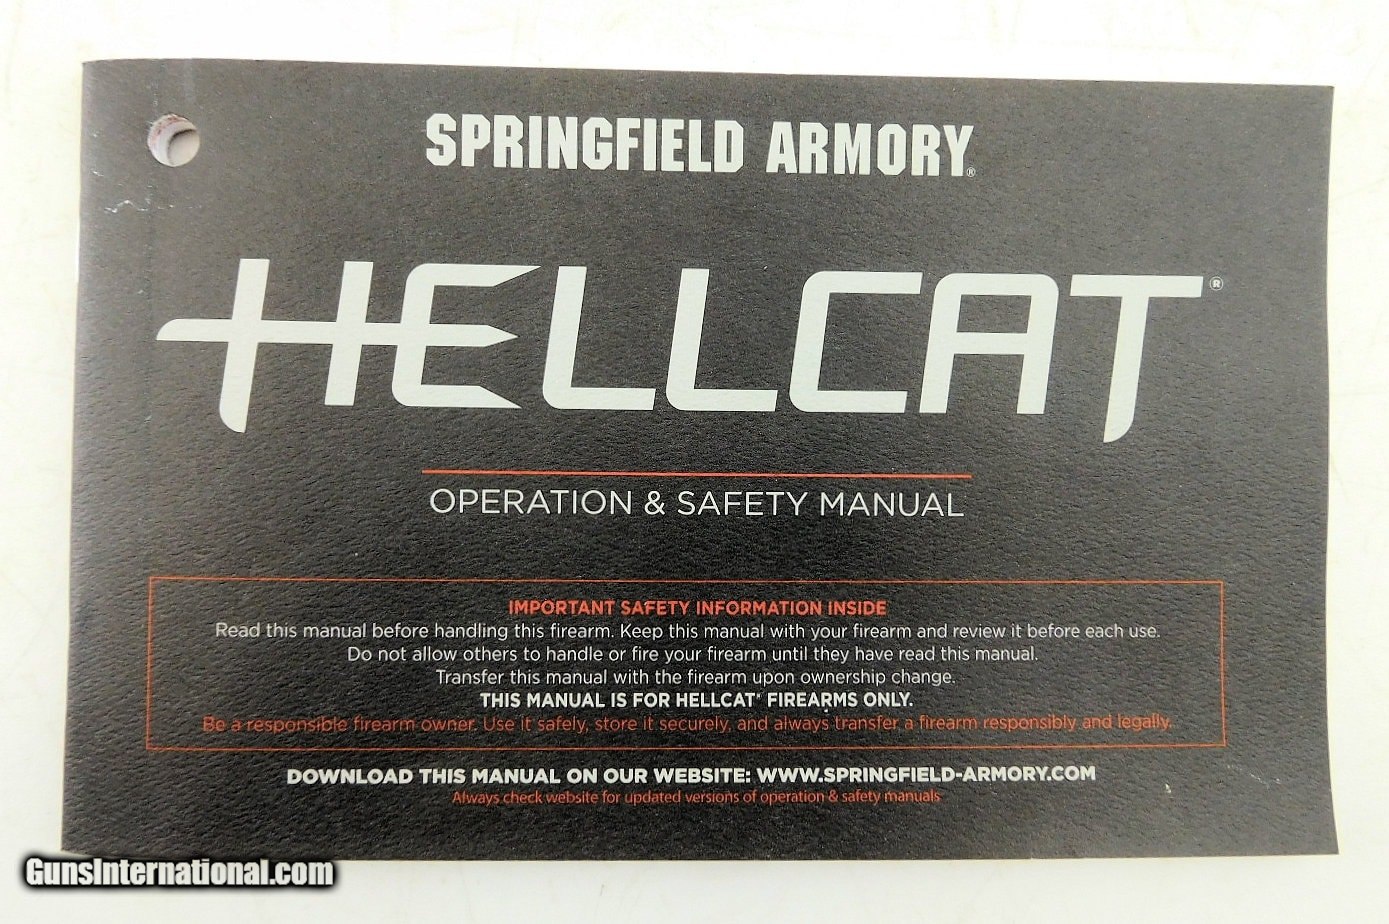 SPRINGFIELD ARMORY®
HELLCAT®
OPERATION & SAFETY MANUAL
IMPORTANT SAFETY INFORMATION INSIDE
Read this manual before handling this firearm. Keep this manual with your firearm and review it before each use.
Do not allow others to handle or fire your firearm until they have read this manual.
Transfer this manual with the firearm upon ownership change.
THIS MANUAL IS FOR HELLCAT® FIREARMS ONLY.
Be a responsible firearm owner. Use it safely, store it securely, and always transfer a firearm responsibly and legally.
DOWNLOAD THIS MANUAL ON OUR WEBSITE: WWW.SPRINGFIELD-ARMORY.COM
Always check website for updated versions of operation & safety manuals
GunsInternational.com